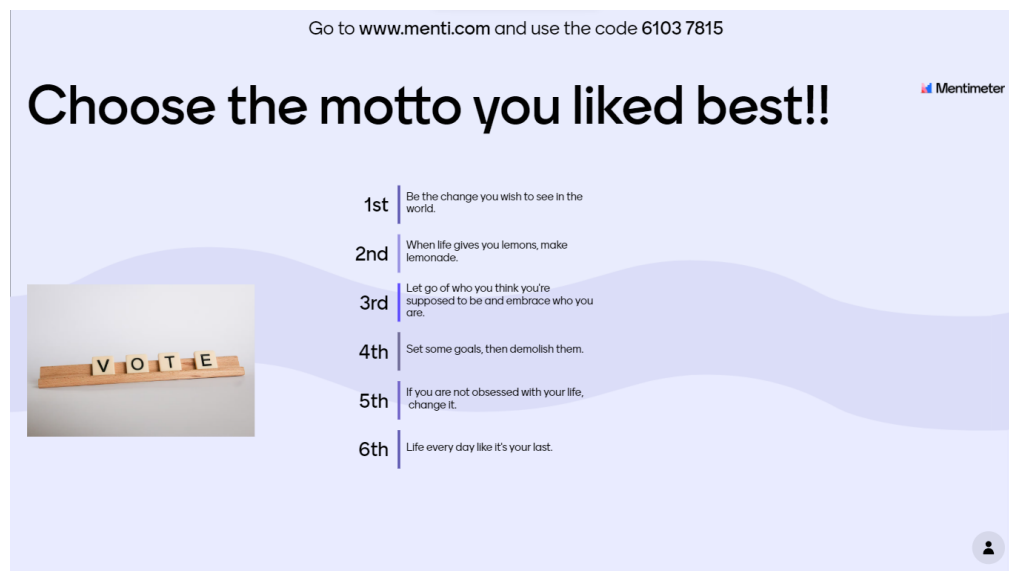 Go to www.menti.com and use the code 6103 7815
Choose the motto you liked best!!
Mentimeter
1st
Be the change you wish to see in the
world.
2nd
When life gives you lemons, make
lemonade.
3rd
Let go of who you think you're
supposed to be and embrace who you
are.
4th
Set some goals, then demolish them.
5th
If you are not obsessed with your life,
change it.
6th
Life every day like it's your last.
VOTE